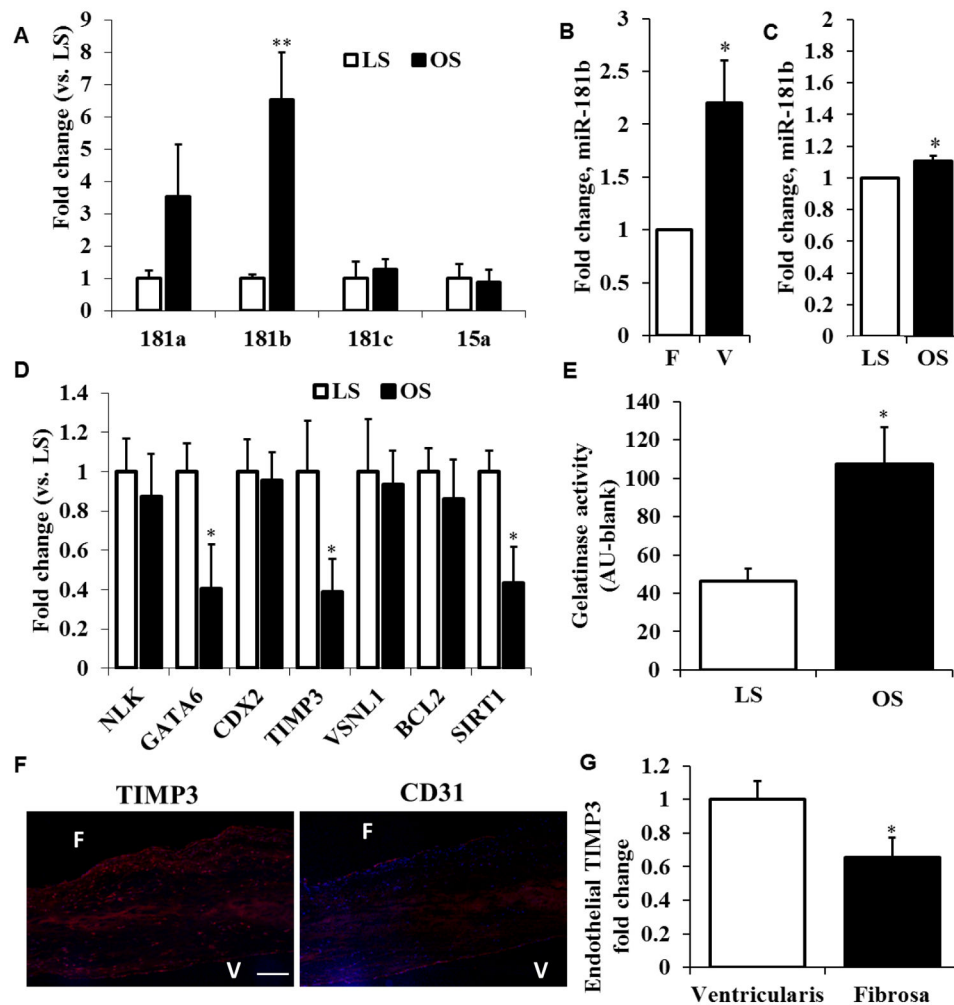 A
Fold change (vs. LS)
9
8
7
6
5
4
3
2
1
0
LS OS
**
181a 181b 181c 15a
B
Fold change, miR-181b
3
2.5
2
1.5
1
0.5
0
*
F V
C
Fold change, miR-181b
2
1.8
1.6
1.4
1.2
1
0.8
0.6
0.4
0.2
0
*
LS OS
D
Fold change (vs. LS)
1.4
1.2
1
0.8
0.6
0.4
0.2
0
LS OS
* * *
NLK GATA6 CDX2 TIMP3 VSNL1 BCL2 SIRT1
E
Gelatinase activity
(AU-blank)
140
120
100
80
60
40
20
0
*
LS OS
F
TIMP3 CD31
F F
V V
G
Endothelial TIMP3
fold change
1.2
1
0.8
0.6
0.4
0.2
0
*
Ventricularis Fibrosa